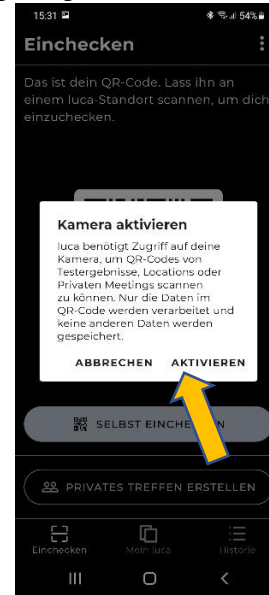 15:31 54%
Einchecken
Das ist dein QR-Code. Lass ihn an
einem luca-Standort scannen, um dich
einzuchecken.
Kamera aktivieren
luca benötigt Zugriff auf deine
Kamera, um QR-Codes von
Testergebnisse, Locations oder
Privaten Meetings scannen
zu können. Nur die Daten im
QR-Code werden verarbeitet und
keine anderen Daten werden
gespeichert.
ABBRECHEN AKTIVIEREN
SELBST EINCHE N
PRIVATES TREFFEN ERSTELLEN
Einchecken Mein luca Historie